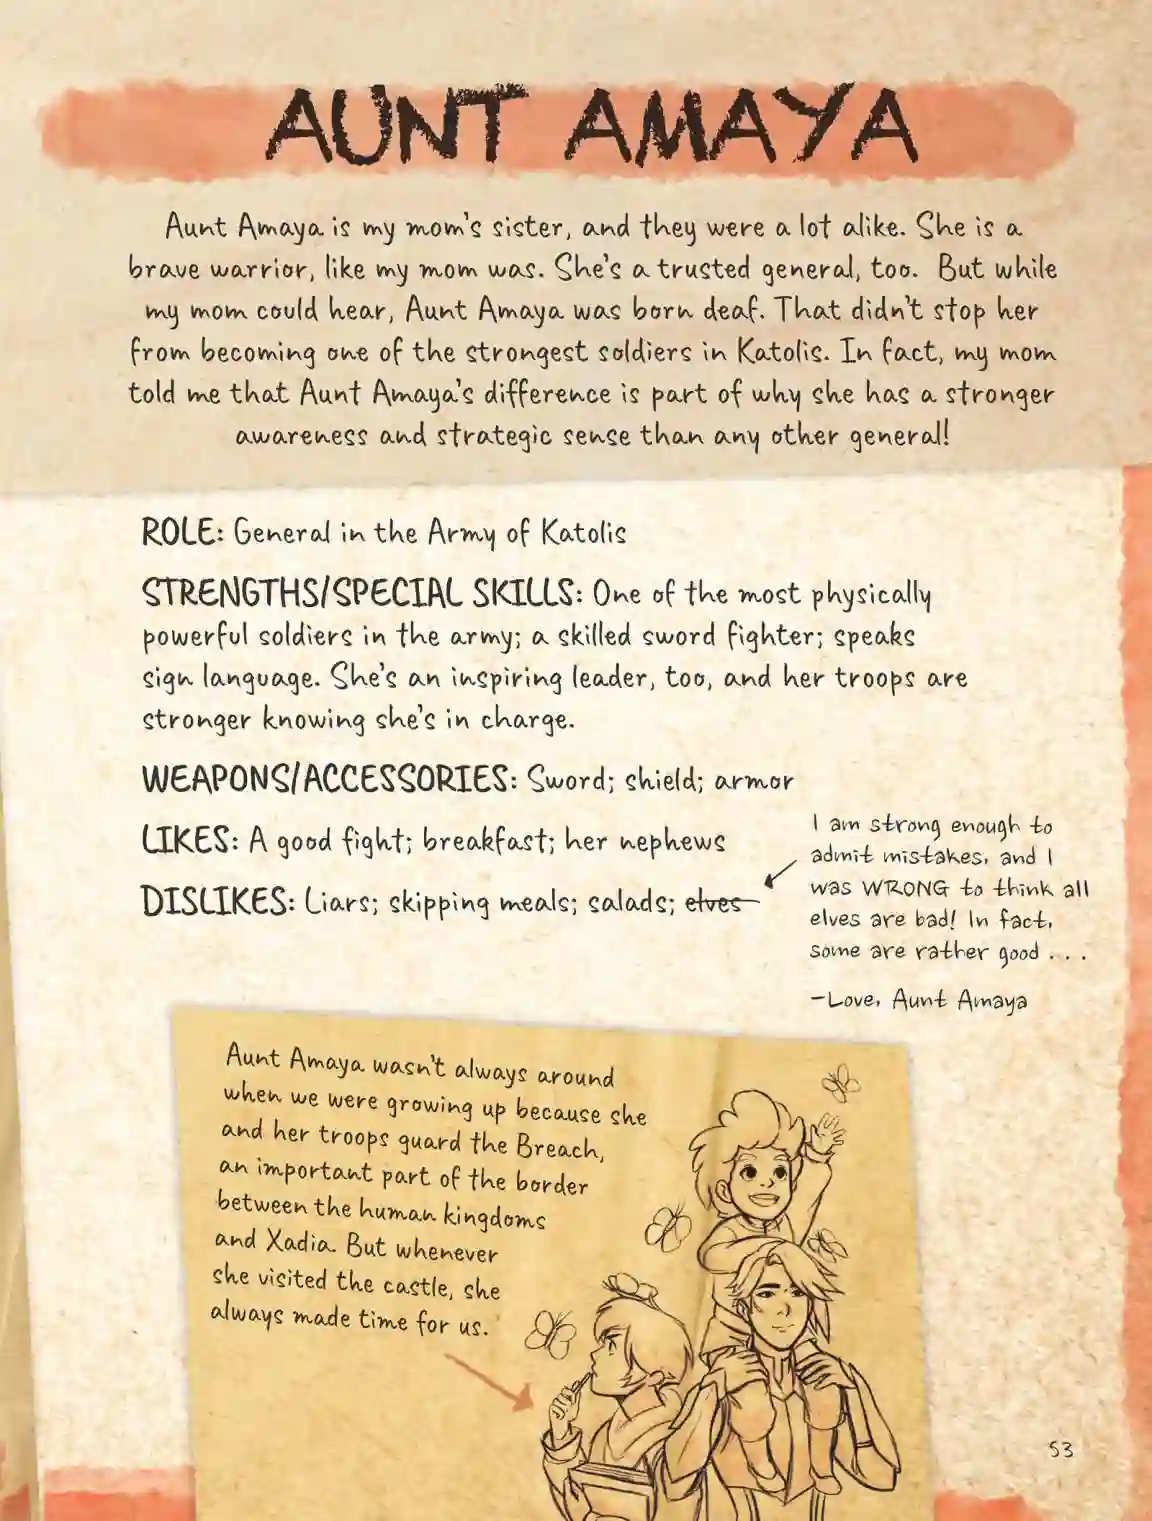 AUNT AMAYA
Aunt Amaya is my mom's sister, and they were a lot alike. She is a
brave warrior, like my mom was. She's a trusted general, too. But while
my mom could hear, Aunt Amaya was born deaf. That didn't stop her
from becoming one of the strongest soldiers in Katolis. In fact, my mom
told me that Aunt Amaya's difference is part of why she has a stronger
awareness and strategic sense than any other general!
ROLE: General in the Army of Katolis
STRENGTHS/SPECIAL SKILLS: One of the most physically
powerful soldiers in the army; a skilled sword fighter; speaks
sign language. She's an inspiring leader, too, and her troops are
stronger knowing she's in charge.
WEAPONS/ACCESSORIES: Sword; shield; armor
LIKES: A good fight; breakfast; her nephews
DISLIKES: Liars; skipping meals; salads; elves
I am strong enough to
admit mistakes, and I
was WRONG to think all
elves are bad! In fact,
some are rather good . . .
–Love, Aunt Amaya
Aunt Amaya wasn't always around
when we were growing up because she
and her troops guard the Breach,
an important part of the border
between the human kingdoms
and Xadia. But whenever
she visited the castle, she
always made time for us.
53